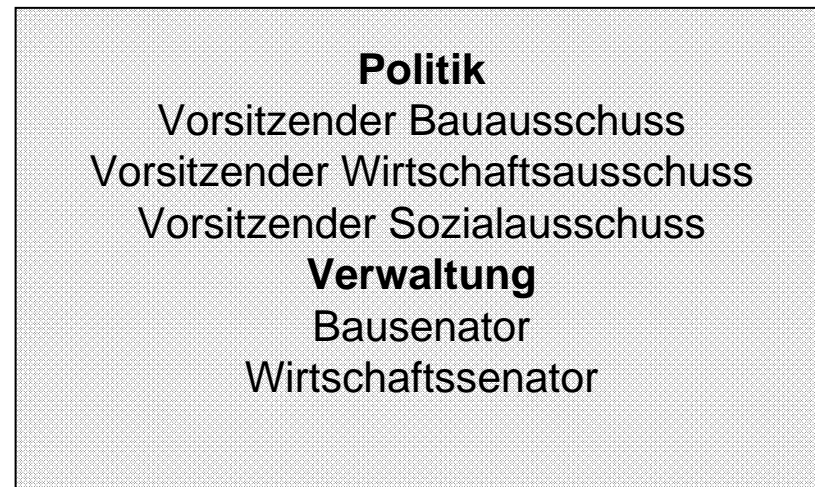 Politik
Vorsitzender Bauausschuss
Vorsitzender Wirtschaftsausschuss
Vorsitzender Sozialausschuss
Verwaltung
Bausenator
Wirtschaftssenator